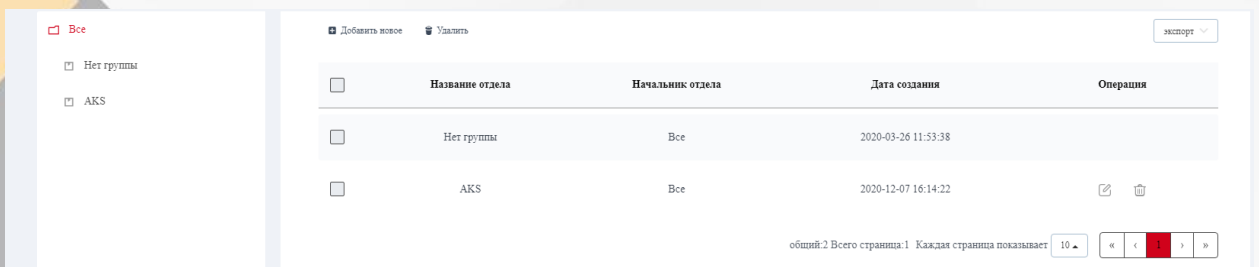 Все
Нет группы
AKS
Добавить новое Удалить экспорт
Название отдела Начальник отдела Дата создания Операция
Нет группы Все 2020-03-26 11:53:38
AKS Все 2020-12-07 16:14:22
общий:2 Всего страница:1 Каждая страница показывает 10 « ‹ 1 › »